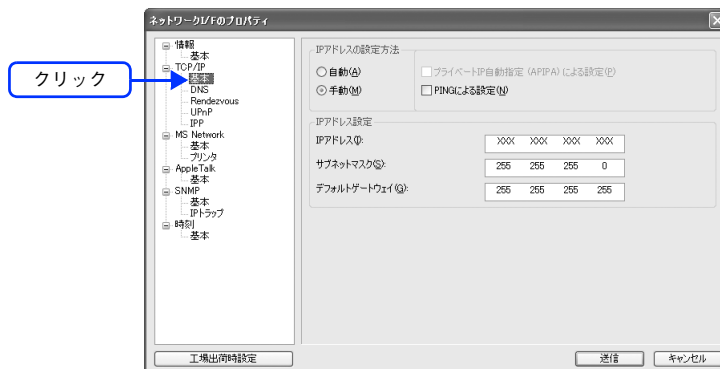 ネットワークI/Fのプロパティ
クリック
情報
基本
TCP/IP
基本
DNS
Rendezvous
UPnP
IPP
MS Network
基本
プリンタ
AppleTalk
基本
SNMP
基本
IPトラップ
時刻
基本
IPアドレスの設定方法
自動(A)
プライベートIP自動指定 (APIPA) による設定(P)
手動(M)
PINGによる設定(N)
IPアドレス設定
IPアドレス(I): XXX XXX XXX XXX
サブネットマスク(S): 255 255 255 0
デフォルトゲートウェイ(G): 255 255 255 255
工場出荷時設定
送信
キャンセル